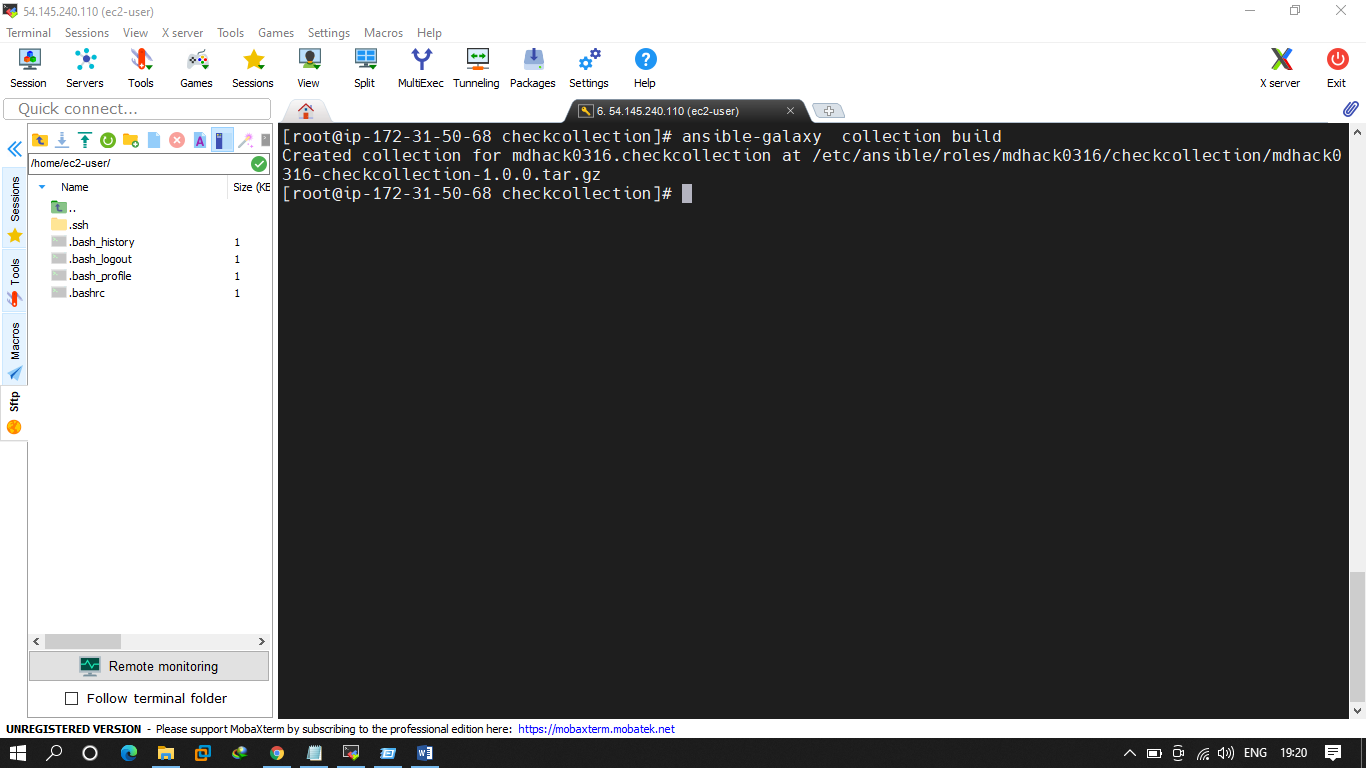 54.145.240.110 (ec2-user)
Terminal Sessions View X server Tools Games Settings Macros Help
Session Servers Tools Games Sessions View Split MultiExec Tunneling Packages Settings Help X server Exit
Quick connect...
6. 54.145.240.110 (ec2-user)
/home/ec2-user/
Name Size (KB
..
.ssh
.bash_history 1
.bash_logout 1
.bash_profile 1
.bashrc 1
Sessions
Tools
Macros
Sftp
Remote monitoring
Follow terminal folder
[root@ip-172-31-50-68 checkcollection]# ansible-galaxy  collection build
Created collection for mdhack0316.checkcollection at /etc/ansible/roles/mdhack0316/checkcollection/mdhack0
316-checkcollection-1.0.0.tar.gz
[root@ip-172-31-50-68 checkcollection]#
UNREGISTERED VERSION - Please support MobaXterm by subscribing to the professional edition here: https://mobaxterm.mobatek.net
ENG 19:20